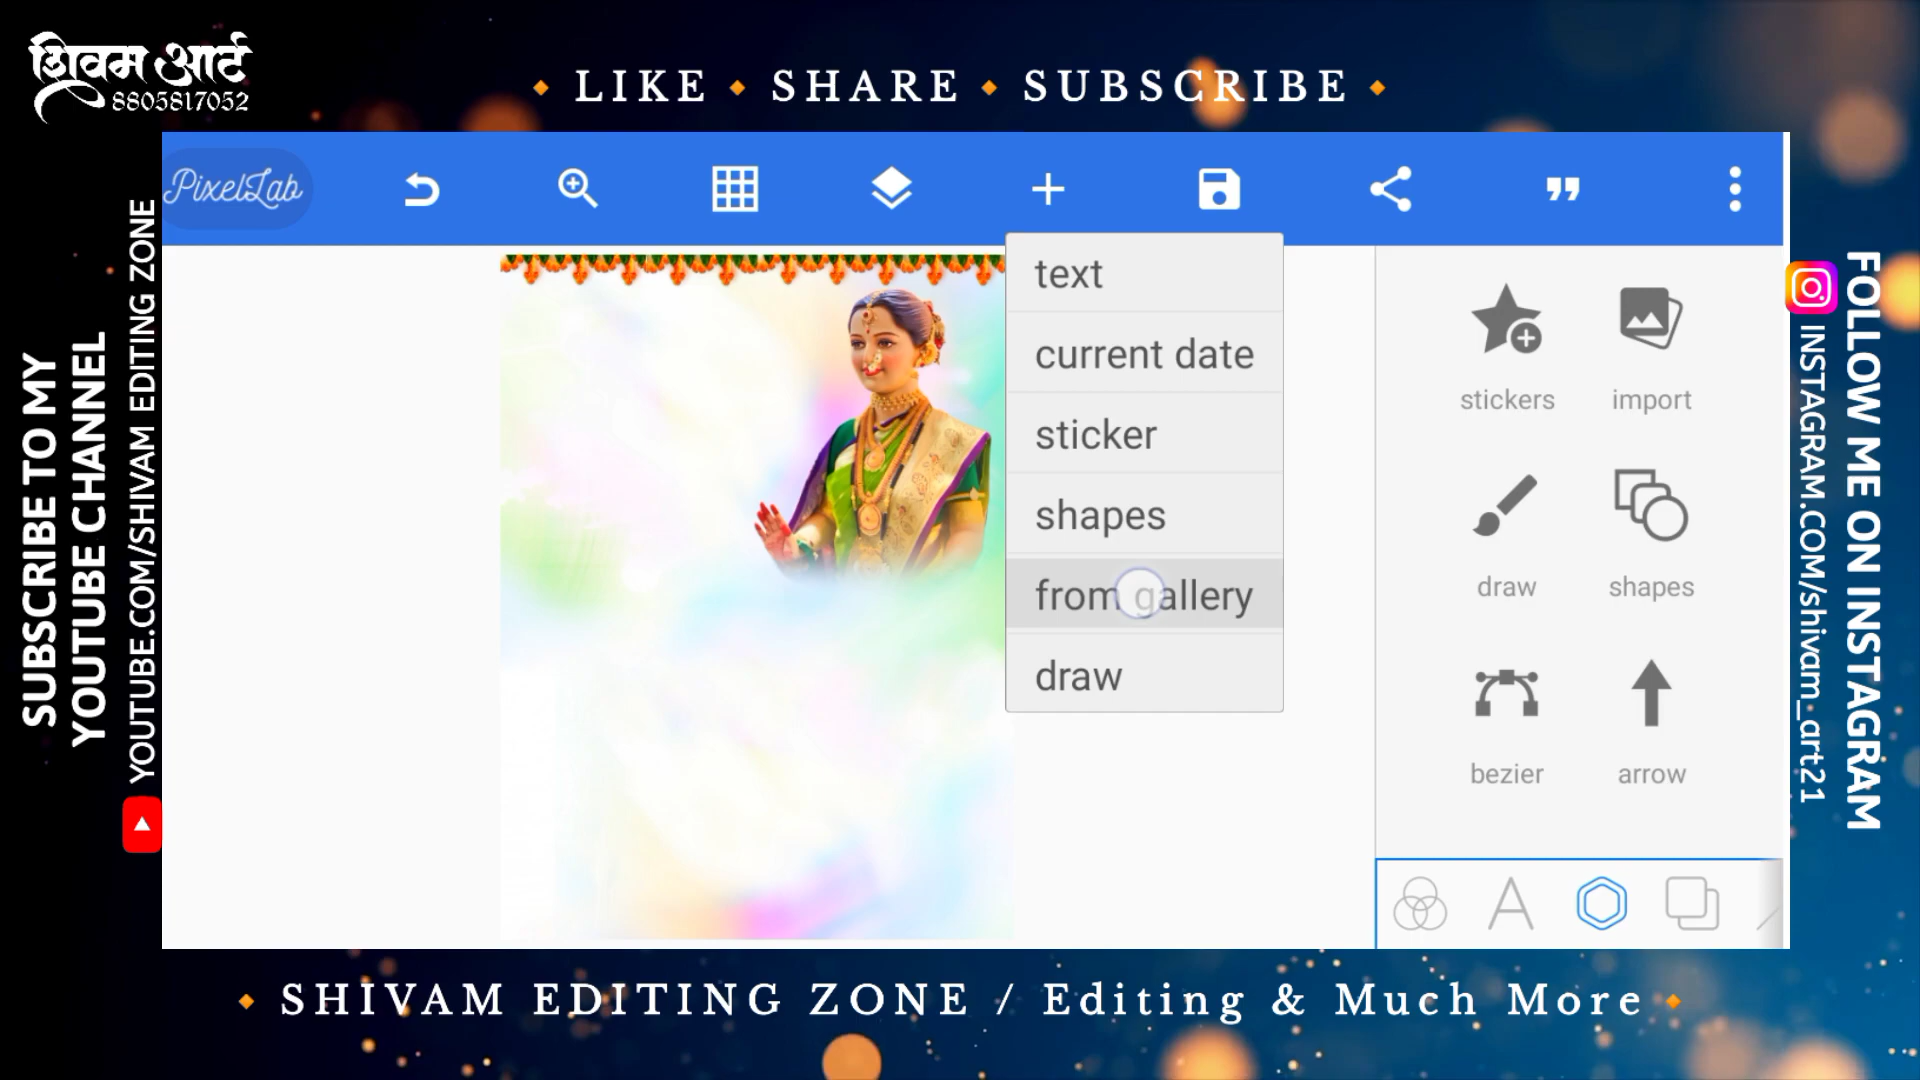 शिवम आर्ट
8805817052
LIKE SHARE SUBSCRIBE
PixelLab
text
current date
sticker
shapes
from gallery
draw
stickers
import
draw
shapes
bezier
arrow
SUBSCRIBE TO MY
YOUTUBE CHANNEL
YOUTUBE.COM/SHIVAM EDITING ZONE
FOLLOW ME ON INSTAGRAM
INSTAGRAM.COM/shivam_art21
SHIVAM EDITING ZONE / Editing & Much More